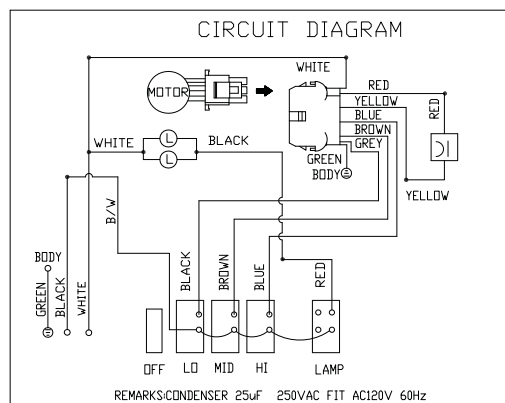 CIRCUIT DIAGRAM
WHITE
RED
MOTOR
YELLOW
BLUE
RED
BROWN
WHITE
L
BLACK
GREY
L
GREEN
BODY
YELLOW
B/W
BODY
GREEN
BLACK
WHITE
BLACK
BROWN
BLUE
RED
OFF
LO
MID
HI
LAMP
REMARKS:CONDENSER 25uF 250VAC FIT AC120V 60Hz